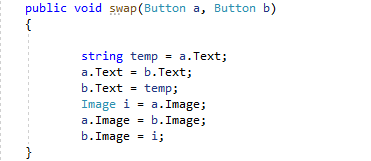 public void swap(Button a, Button b)
{
string temp = a.Text;
a.Text = b.Text;
b.Text = temp;
Image i = a.Image;
a.Image = b.Image;
b.Image = i;
}